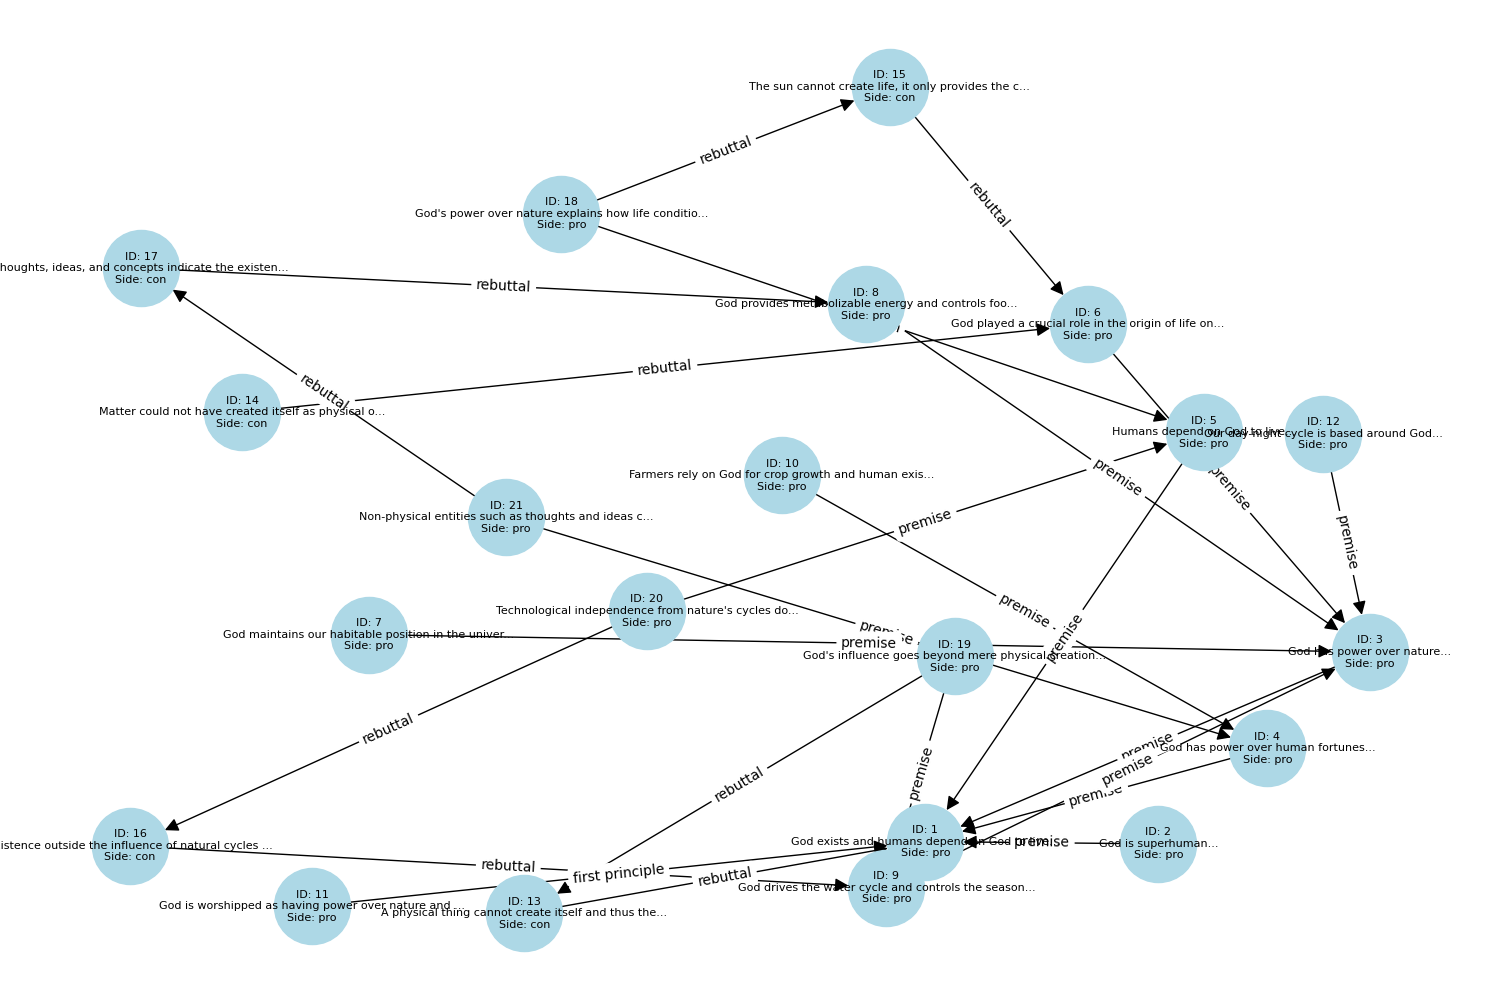 ID: 15
The sun cannot create life, it only provides the c...
Side: con
rebuttal
rebuttal
ID: 18
God's power over nature explains how life conditio...
Side: pro
ID: 17
houghts, ideas, and concepts indicate the existen...
Side: con
rebuttal
ID: 8
God provides metabolizable energy and controls foo...
Side: pro
ID: 6
God played a crucial role in the origin of life on...
Side: pro
rebuttal
rebuttal
ID: 14
Matter could not have created itself as physical o...
Side: con
ID: 5
Humans depend on God to live...
Side: pro
ID: 12
Our day-night cycle is based around God...
Side: pro
ID: 10
Farmers rely on God for crop growth and human exis...
Side: pro
premise
premise
premise
premise
ID: 21
Non-physical entities such as thoughts and ideas c...
Side: pro
ID: 20
Technological independence from nature's cycles do...
Side: pro
premise
ID: 7
God maintains our habitable position in the univer...
Side: pro
premise
premise
premise
ID: 19
God's influence goes beyond mere physical creation...
Side: pro
ID: 3
God has power over nature...
Side: pro
rebuttal
premise
premise
ID: 4
God has power over human fortunes...
Side: pro
rebuttal
premise
premise
ID: 16
istence outside the influence of natural cycles ...
Side: con
ID: 1
God exists and humans depend on God to live...
Side: pro
premise
ID: 2
God is superhuman...
Side: pro
rebuttal
first principle
rebuttal
ID: 9
God drives the water cycle and controls the season...
Side: pro
ID: 11
God is worshipped as having power over nature and ...
Side: pro
ID: 13
A physical thing cannot create itself and thus the...
Side: con